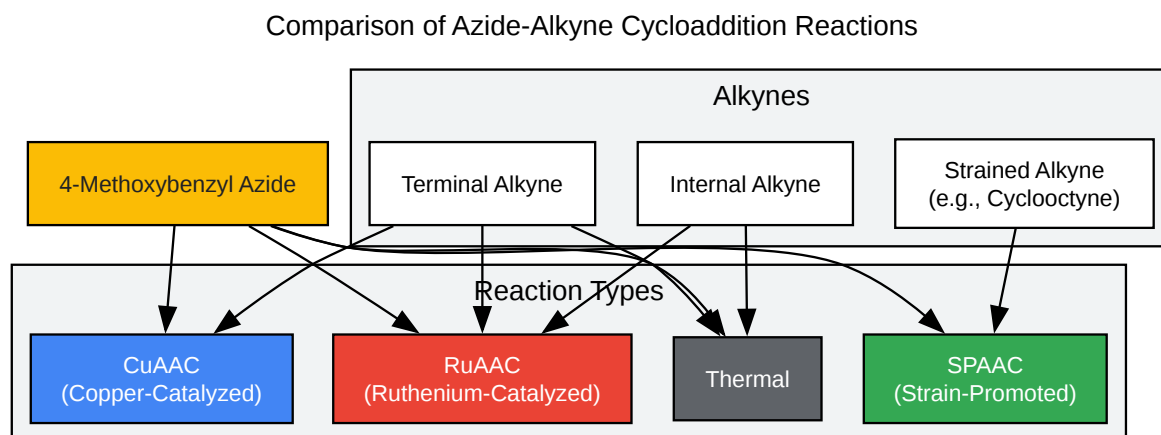 Comparison of Azide-Alkyne Cycloaddition Reactions
Alkynes
4-Methoxybenzyl Azide
Terminal Alkyne
Internal Alkyne
Strained Alkyne
(e.g., Cyclooctyne)
Reaction Types
CuAAC
(Copper-Catalyzed)
RuAAC
(Ruthenium-Catalyzed)
Thermal
SPAAC
(Strain-Promoted)